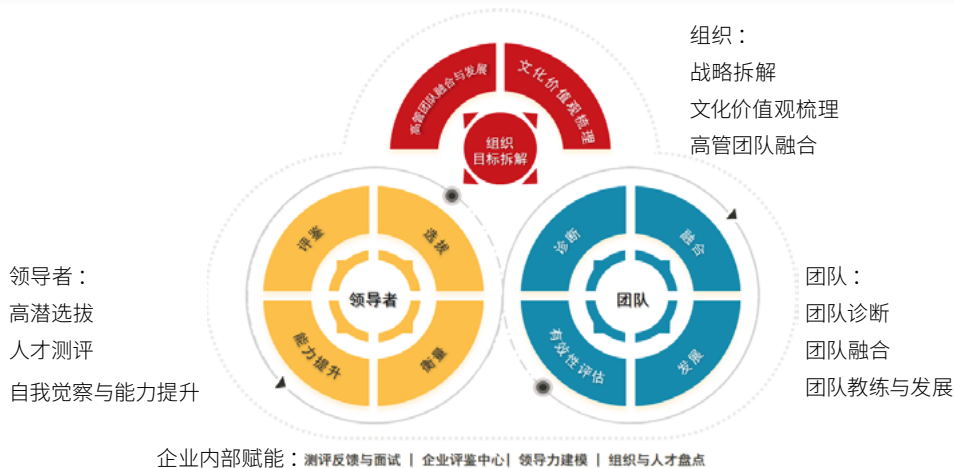 组织：
战略拆解
文化价值观梳理
高管团队融合
高管团队融合与发展
文化价值观梳理
组织
目标拆解
领导者：
高潜选拔
人才测评
自我觉察与能力提升
评鉴
选拔
领导者
能力提升
衡量
诊断
融合
团队
有效性评估
发展
团队：
团队诊断
团队融合
团队教练与发展
企业内部赋能：测评反馈与面试 | 企业评鉴中心| 领导力建模 | 组织与人才盘点